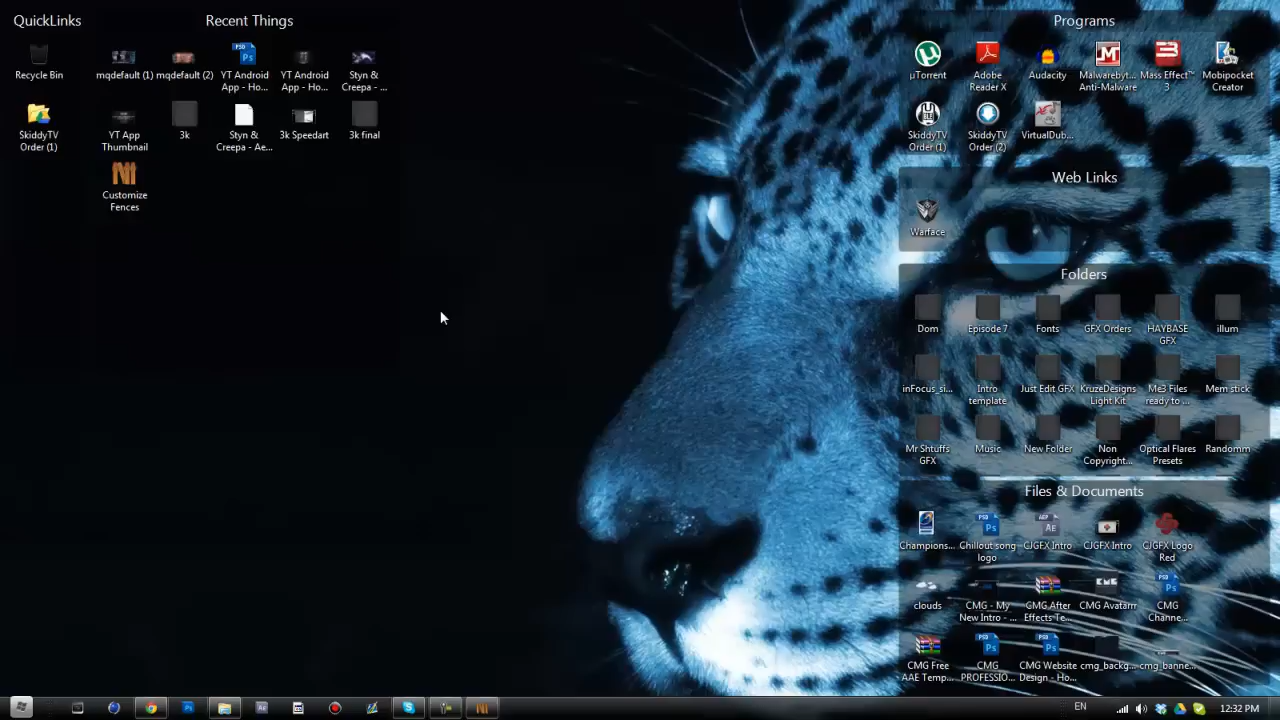 QuickLinks
Recent Things
Recycle Bin
mqdefault (1)
mqdefault (2)
YT Android
App - Ho...
YT Android
App - Ho...
Styn &
Creepa - ...
SkiddyTV
Order (1)
YT App
Thumbnail
3k
Styn &
Creepa - Ae...
3k Speedart
3k final
Customize
Fences
Programs
µTorrent
Adobe
Reader X
Audacity
Malwarebyt...
Anti-Malware
Mass Effect™
3
Mobipocket
Creator
SkiddyTV
Order (1)
SkiddyTV
Order (2)
VirtualDub...
Web Links
Warface
Folders
Dom
Episode 7
Fonts
GFX Orders
HAYBASE
GFX
illum
inFocus_si...
Intro
template
Just Edit GFX
KruzeDesigns
Light Kit
Me3 Files
ready to ...
Mem stick
Mr Shtuffs
GFX
Music
New Folder
Non
Copyright...
Optical Flares
Presets
Randomm
Files & Documents
Champions...
Chillout song
logo
CJGFX Intro
CJGFX Intro
CJGFX Logo
Red
clouds
CMG - My
New Intro - ...
CMG After
Effects Te...
CMG Avatarr
CMG
Channe...
CMG Free
AAE Temp...
CMG
PROFESSIO...
CMG Website
Design - Ho...
cmg_backg...
cmg_banne...
EN
12:32 PM